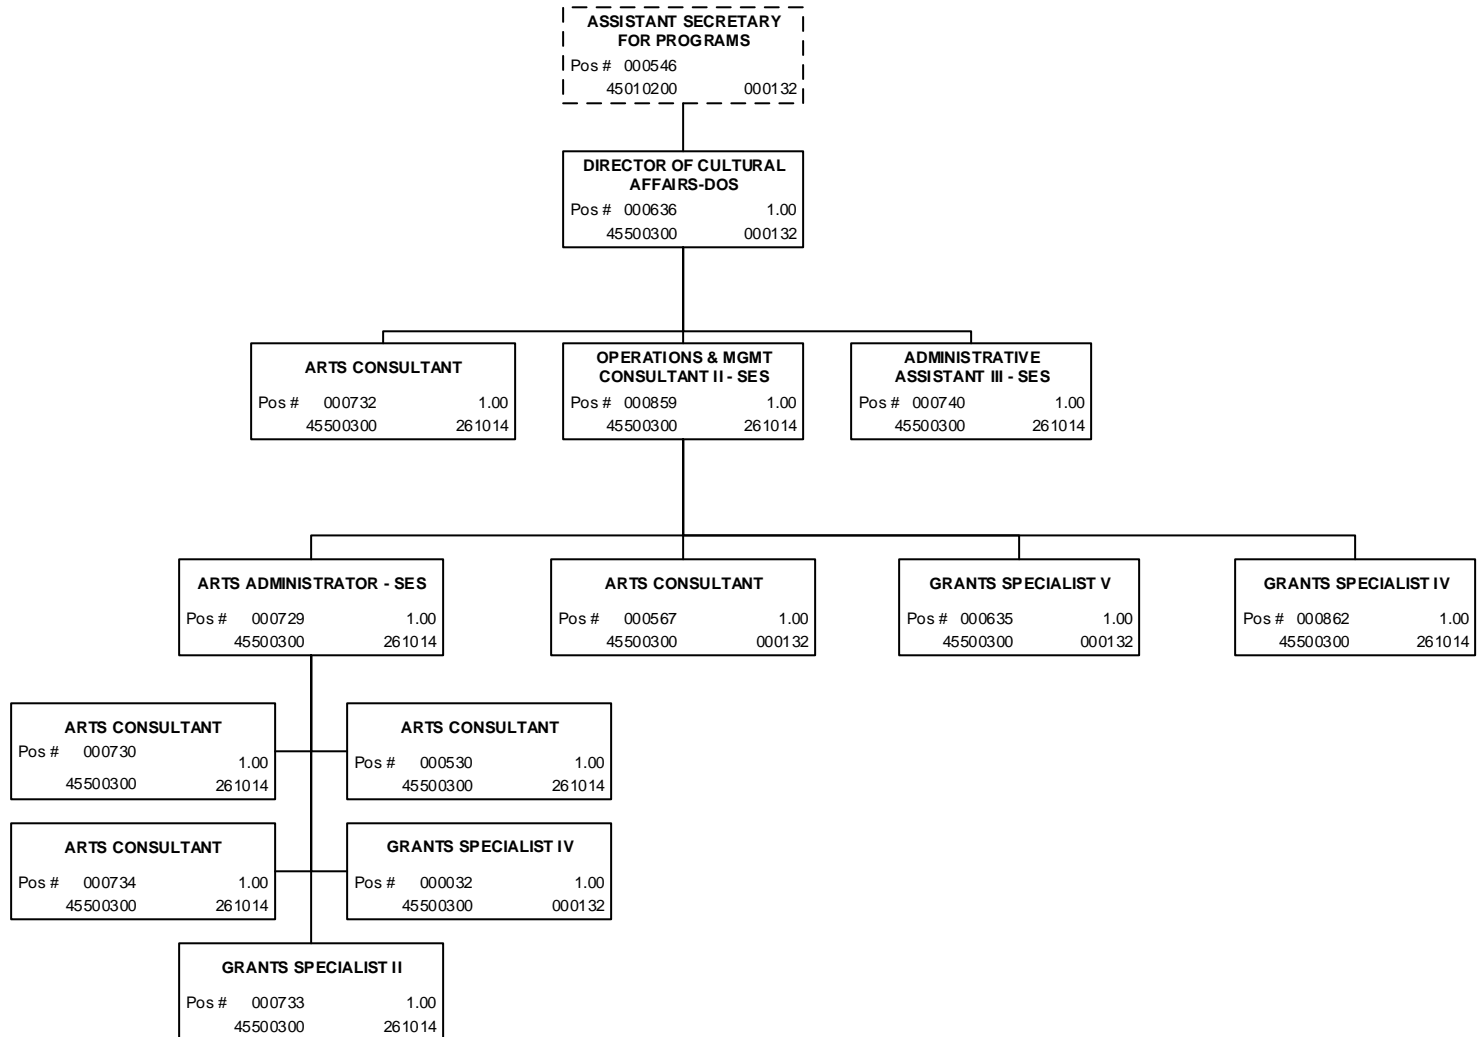 ASSISTANT SECRETARY
FOR PROGRAMS
Pos # 000546
45010200 000132
DIRECTOR OF CULTURAL
AFFAIRS-DOS
Pos # 000636 1.00
45500300 000132
ARTS CONSULTANT
Pos # 000732 1.00
45500300 261014
OPERATIONS & MGMT
CONSULTANT II - SES
Pos # 000859 1.00
45500300 261014
ADMINISTRATIVE
ASSISTANT III - SES
Pos # 000740 1.00
45500300 261014
ARTS ADMINISTRATOR - SES
Pos # 000729 1.00
45500300 261014
ARTS CONSULTANT
Pos # 000567 1.00
45500300 000132
GRANTS SPECIALIST V
Pos # 000635 1.00
45500300 000132
GRANTS SPECIALIST IV
Pos # 000862 1.00
45500300 261014
ARTS CONSULTANT
Pos # 000730
1.00
45500300 261014
ARTS CONSULTANT
Pos # 000530 1.00
45500300 261014
ARTS CONSULTANT
Pos # 000734 1.00
45500300 261014
GRANTS SPECIALIST IV
Pos # 000032 1.00
45500300 000132
GRANTS SPECIALIST II
Pos # 000733 1.00
45500300 261014